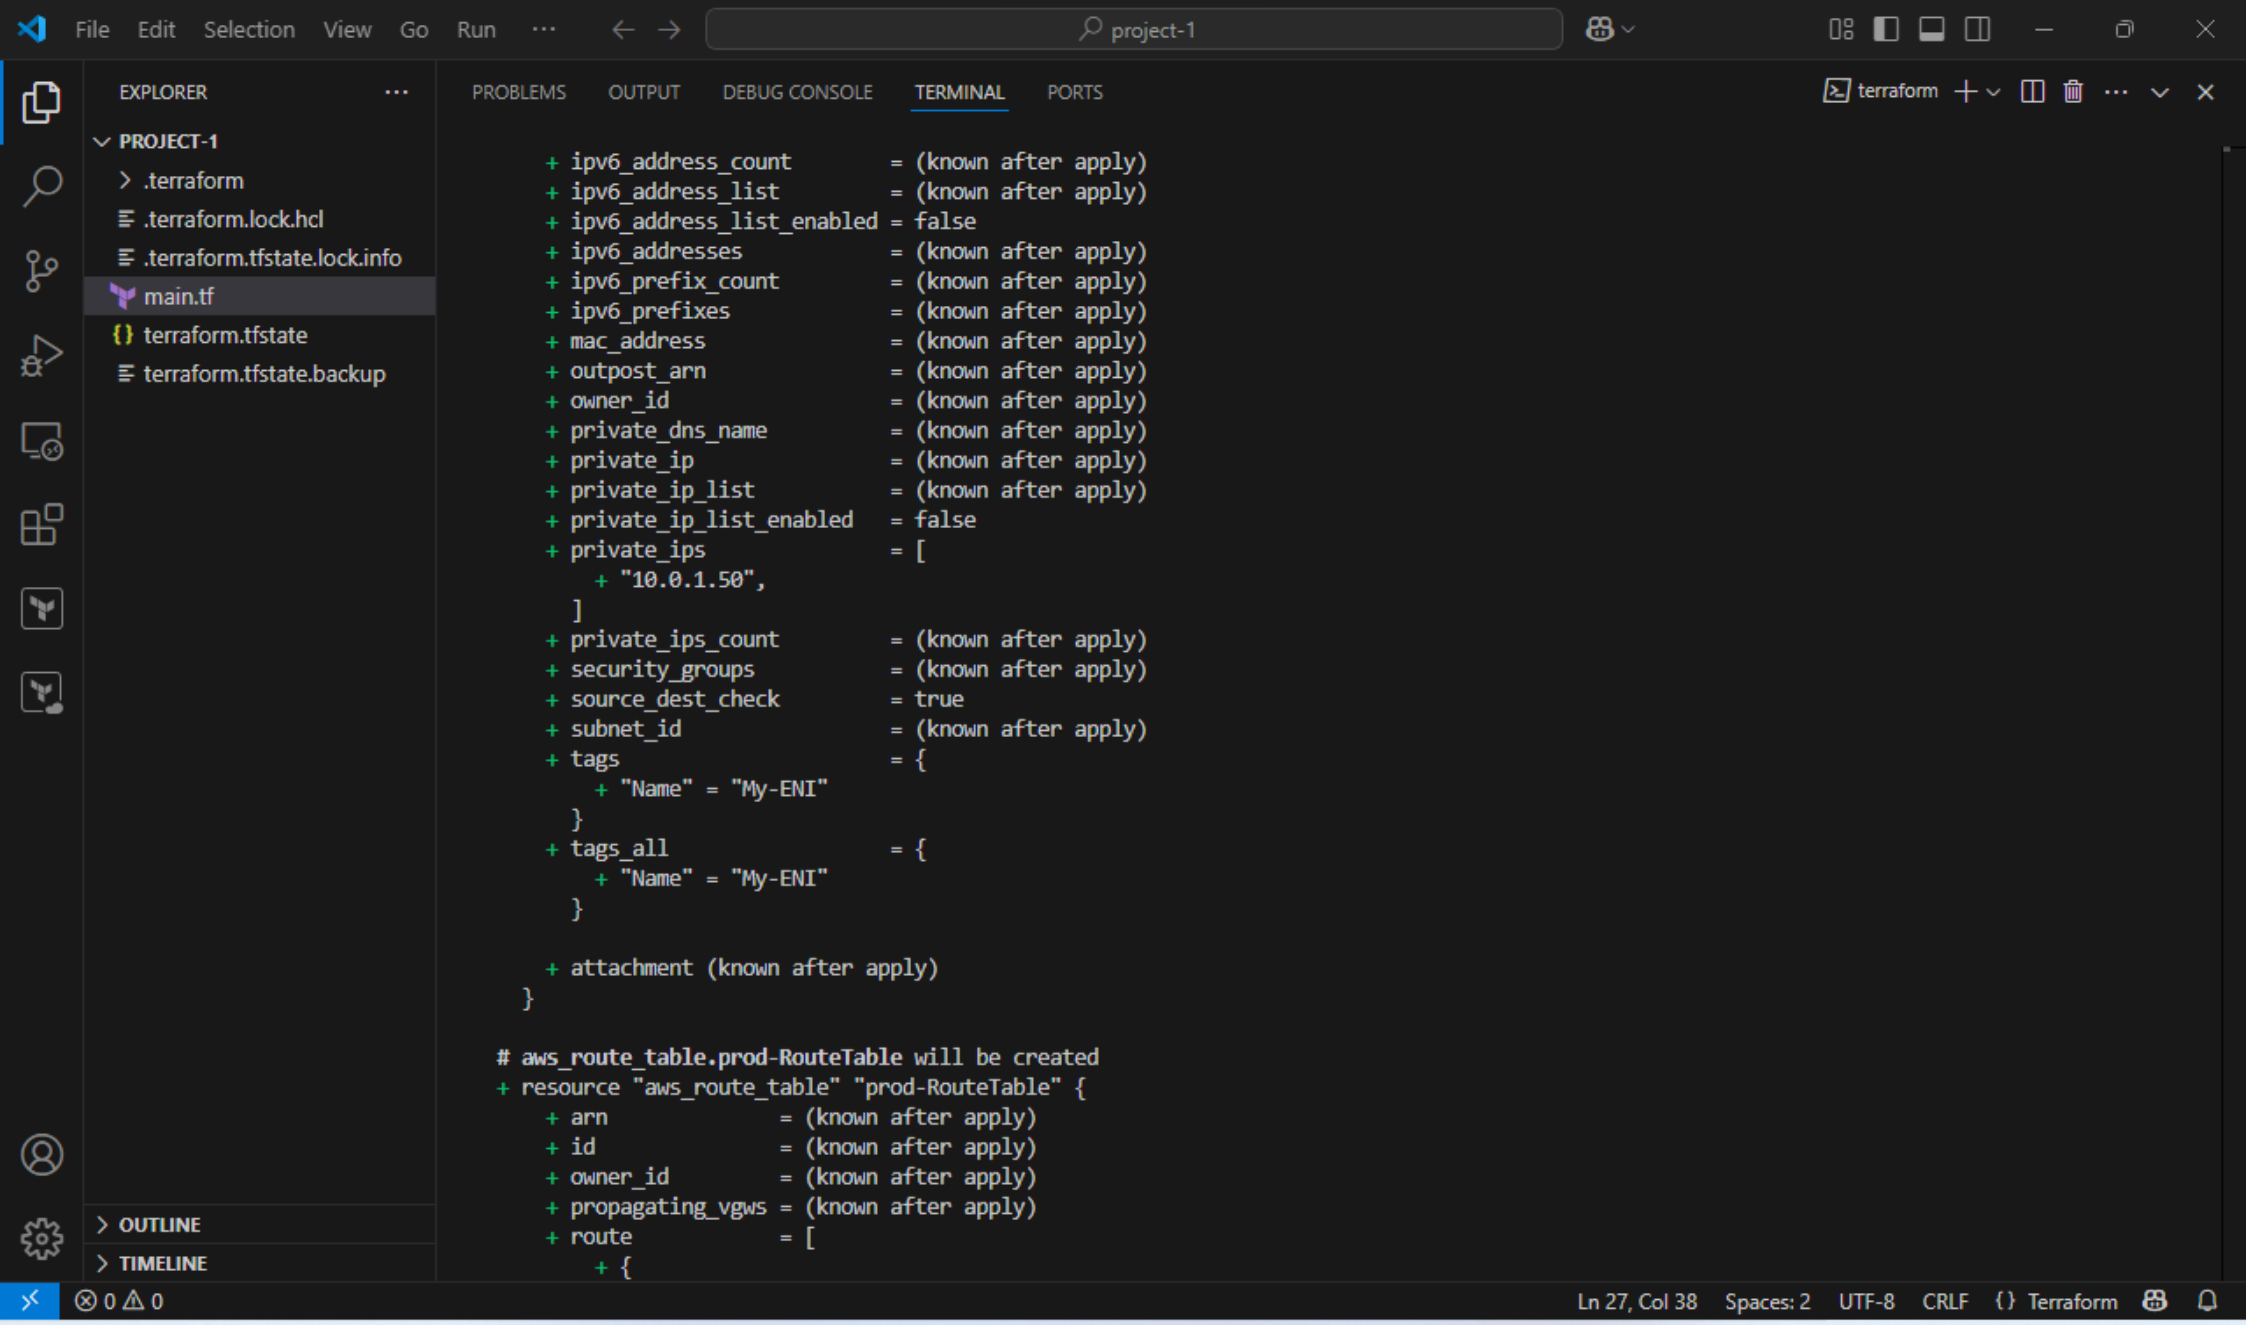 File Edit Selection View Go Run ··· project-1
EXPLORER ···
PROJECT-1
.terraform
.terraform.lock.hcl
.terraform.tfstate.lock.info
main.tf
{} terraform.tfstate
terraform.tfstate.backup
OUTLINE
TIMELINE
PROBLEMS OUTPUT DEBUG CONSOLE TERMINAL PORTS
terraform
+ ipv6_address_count        = (known after apply)
+ ipv6_address_list         = (known after apply)
+ ipv6_address_list_enabled = false
+ ipv6_addresses            = (known after apply)
+ ipv6_prefix_count         = (known after apply)
+ ipv6_prefixes             = (known after apply)
+ mac_address               = (known after apply)
+ outpost_arn               = (known after apply)
+ owner_id                  = (known after apply)
+ private_dns_name          = (known after apply)
+ private_ip                = (known after apply)
+ private_ip_list           = (known after apply)
+ private_ip_list_enabled   = false
+ private_ips               = [
+ "10.0.1.50",
]
+ private_ips_count         = (known after apply)
+ security_groups           = (known after apply)
+ source_dest_check         = true
+ subnet_id                 = (known after apply)
+ tags                      = {
+ "Name" = "My-ENI"
}
+ tags_all                  = {
+ "Name" = "My-ENI"
}
+ attachment (known after apply)
}
# aws_route_table.prod-RouteTable will be created
+ resource "aws_route_table" "prod-RouteTable" {
+ arn              = (known after apply)
+ id               = (known after apply)
+ owner_id         = (known after apply)
+ propagating_vgws = (known after apply)
+ route            = [
+ {
0 0 Ln 27, Col 38 Spaces: 2 UTF-8 CRLF {} Terraform